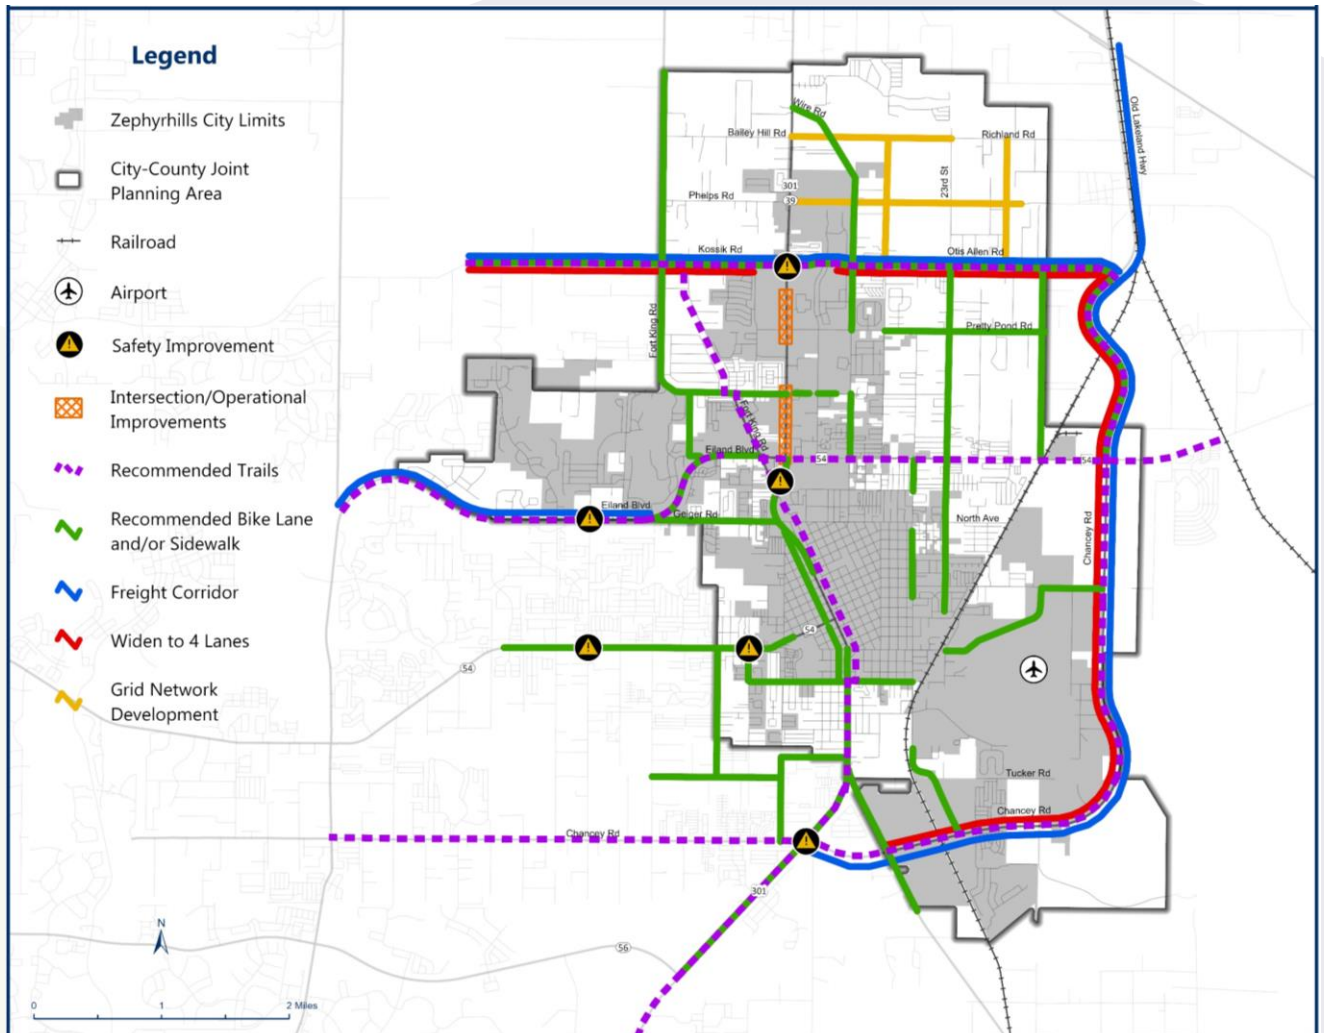 Legend
Zephyrhills City Limits
City-County Joint
Planning Area
Railroad
Airport
Safety Improvement
Intersection/Operational
Improvements
Recommended Trails
Recommended Bike Lane
and/or Sidewalk
Freight Corridor
Widen to 4 Lanes
Grid Network
Development
Wire Rd
Bailey Hill Rd
Richland Rd
Old Lakeland Hwy
23rd St
301
39
Phelps Rd
Kossik Rd
Otis Allen Rd
Fort King Rd
Pretty Pond Rd
Fort King Rd
Eiland Blvd
54
54
Eiland Blvd
Geiger Rd
North Ave
Chancey Rd
54
54
Tucker Rd
Chancey Rd
Chancey Rd
301
56
N
0
1
2 Miles